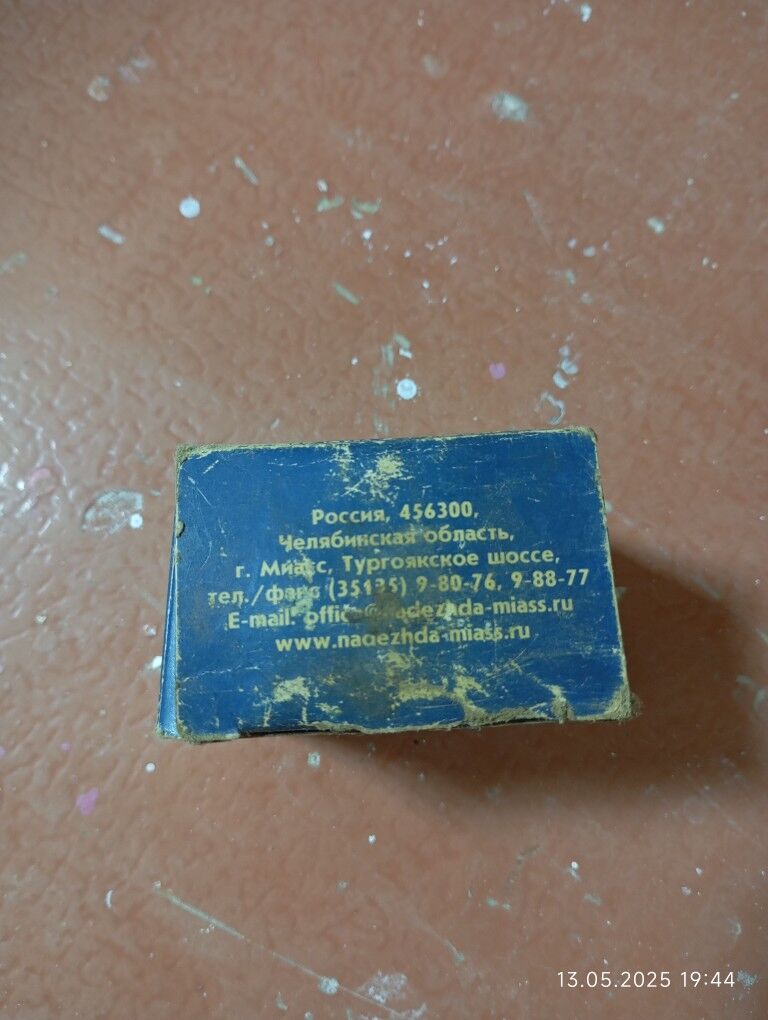 Россия, 456300,
Челябинская область,
г. Миасс, Тургоякское шоссе,
тел./факс (35135) 9-80-76, 9-88-77
E-mail: office@nadezhda-miass.ru
www.nadezhda-miass.ru
13.05.2025 19:44